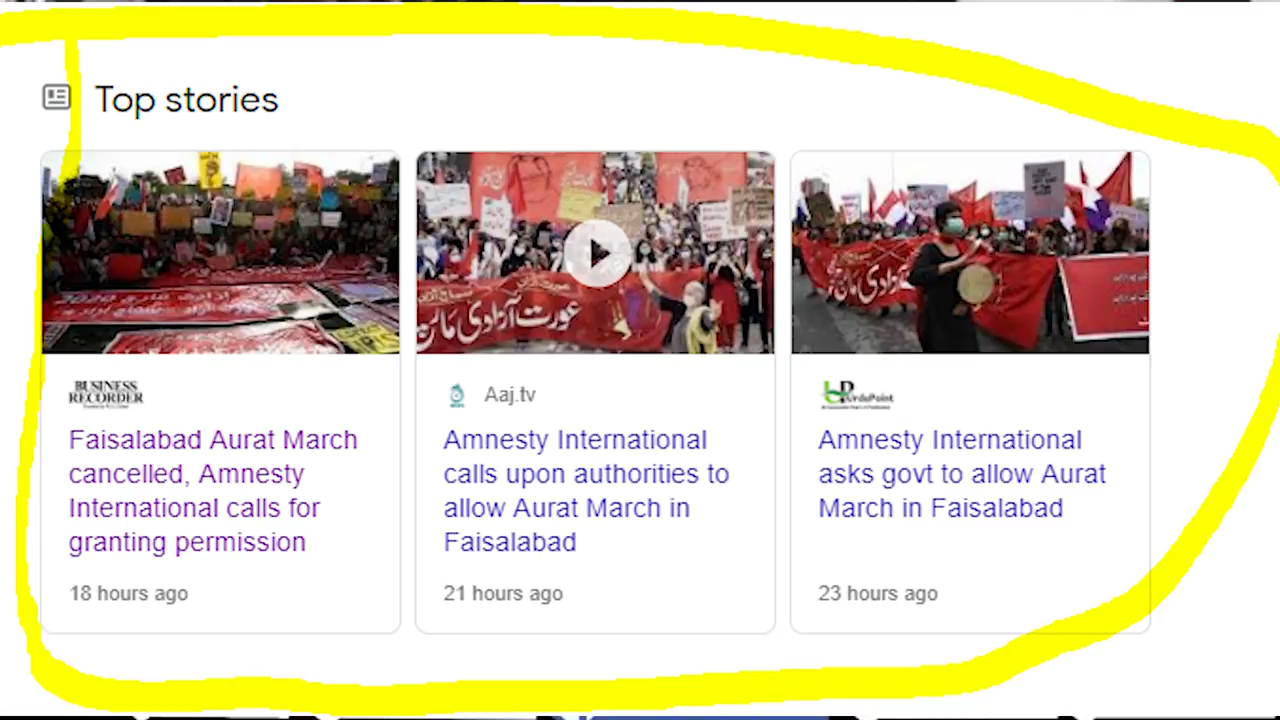 Top stories
عورت آزادی مارچ
BUSINESS
RECORDER
Aaj.tv
UrduPoint
Faisalabad Aurat March
cancelled, Amnesty
International calls for
granting permission
18 hours ago
Amnesty International
calls upon authorities to
allow Aurat March in
Faisalabad
21 hours ago
Amnesty International
asks govt to allow Aurat
March in Faisalabad
23 hours ago